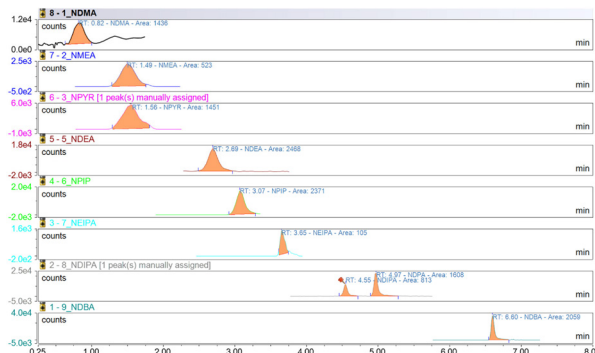 8 - 1_NDMA
1.2e4
counts
RT: 0.82 - NDMA - Area: 1436
0.0e0
min
7 - 2_NMEA
2.5e3
counts
RT: 1.49 - NMEA - Area: 523
-5.0e2
min
6 - 3_NPYR [1 peak(s) manually assigned]
6.0e3
counts
RT: 1.56 - NPYR - Area: 1451
-1.0e3
min
5 - 5_NDEA
1.8e4
counts
RT: 2.69 - NDEA - Area: 2468
-2.0e3
min
4 - 6_NPIP
2.0e4
counts
RT: 3.07 - NPIP - Area: 2371
-2.0e3
min
3 - 7_NEIPA
1.6e3
counts
RT: 3.65 - NEIPA - Area: 105
-2.0e2
min
2 - 8_NDIPA [1 peak(s) manually assigned]
2.5e4
counts
RT: 4.97 - NDPA - Area: 1608
RT: 4.55 - NDIPA - Area: 813
-5.0e3
min
1 - 9_NDBA
4.0e4
counts
RT: 6.60 - NDBA - Area: 2059
-5.0e3
min
0.25 1.00 2.00 3.00 4.00 5.00 6.00 7.00 8.0